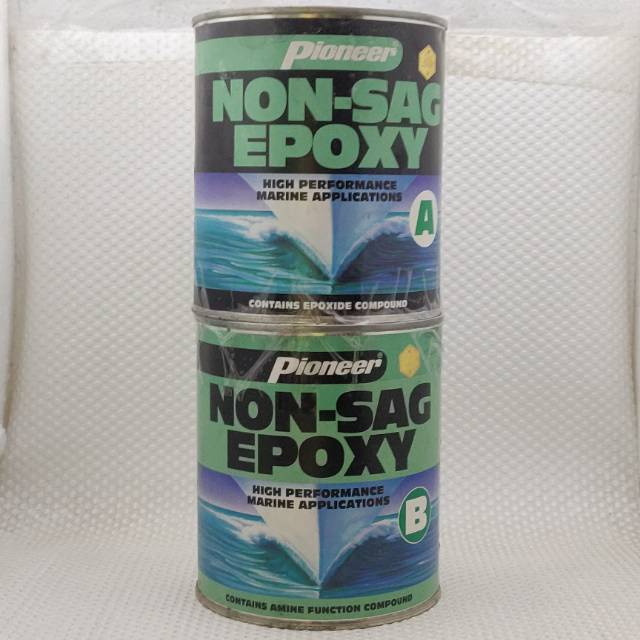 Pioneer®
NON-SAG
EPOXY
HIGH PERFORMANCE
MARINE APPLICATIONS
A
CONTAINS EPOXIDE COMPOUND
Pioneer®
NON-SAG
EPOXY
HIGH PERFORMANCE
MARINE APPLICATIONS
B
CONTAINS AMINE FUNCTION COMPOUND